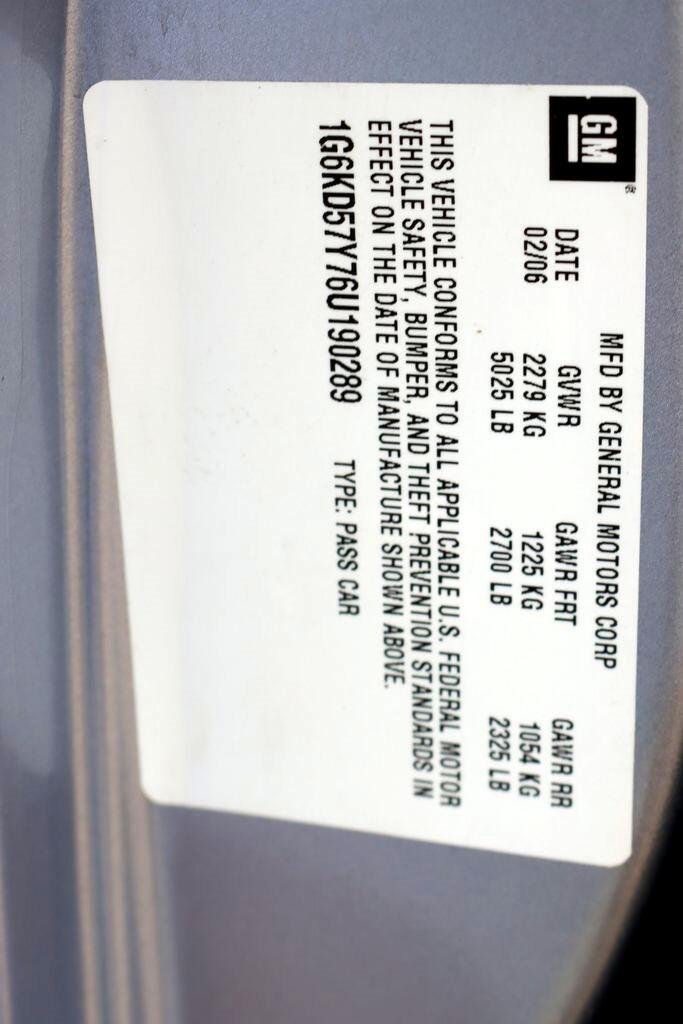 GM
®
MFD BY GENERAL MOTORS CORP
DATE GVWR GAWR FRT GAWR RR
02/06 2279 KG 1225 KG 1054 KG
5025 LB 2700 LB 2325 LB
THIS VEHICLE CONFORMS TO ALL APPLICABLE U.S. FEDERAL MOTOR
VEHICLE SAFETY, BUMPER, AND THEFT PREVENTION STANDARDS IN
EFFECT ON THE DATE OF MANUFACTURE SHOWN ABOVE.
1G6KD57Y76U190289 TYPE: PASS CAR